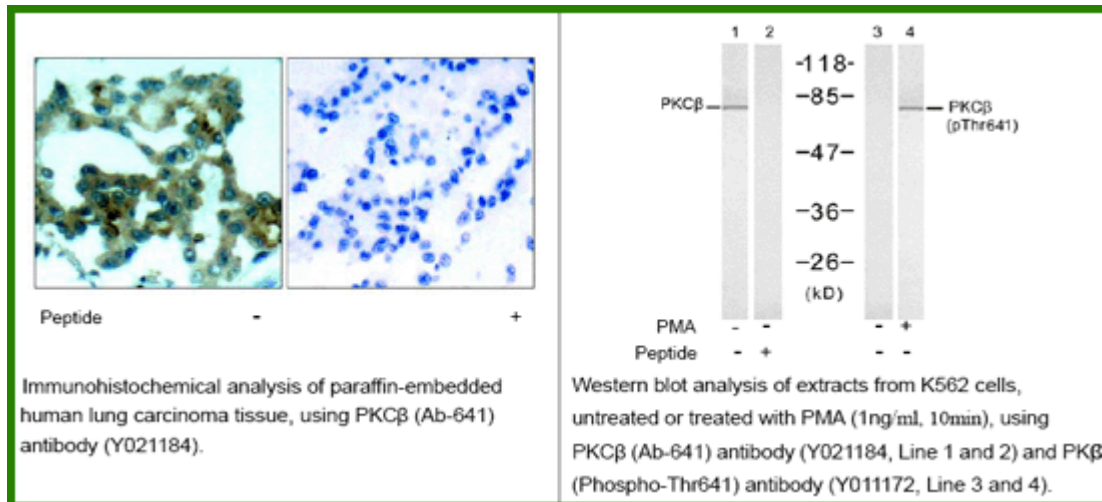 Peptide - +
Immunohistochemical analysis of paraffin-embedded
human lung carcinoma tissue, using PKCβ (Ab-641)
antibody (Y021184).
1 2 3 4
-118-
-85-
PKCβ
PKCβ
(pThr641)
-47-
-36-
-26-
(kD)
PMA - - - +
Peptide - + - -
Western blot analysis of extracts from K562 cells,
untreated or treated with PMA (1ng/ml, 10min), using
PKCβ (Ab-641) antibody (Y021184, Line 1 and 2) and PKβ
(Phospho-Thr641) antibody (Y011172, Line 3 and 4).